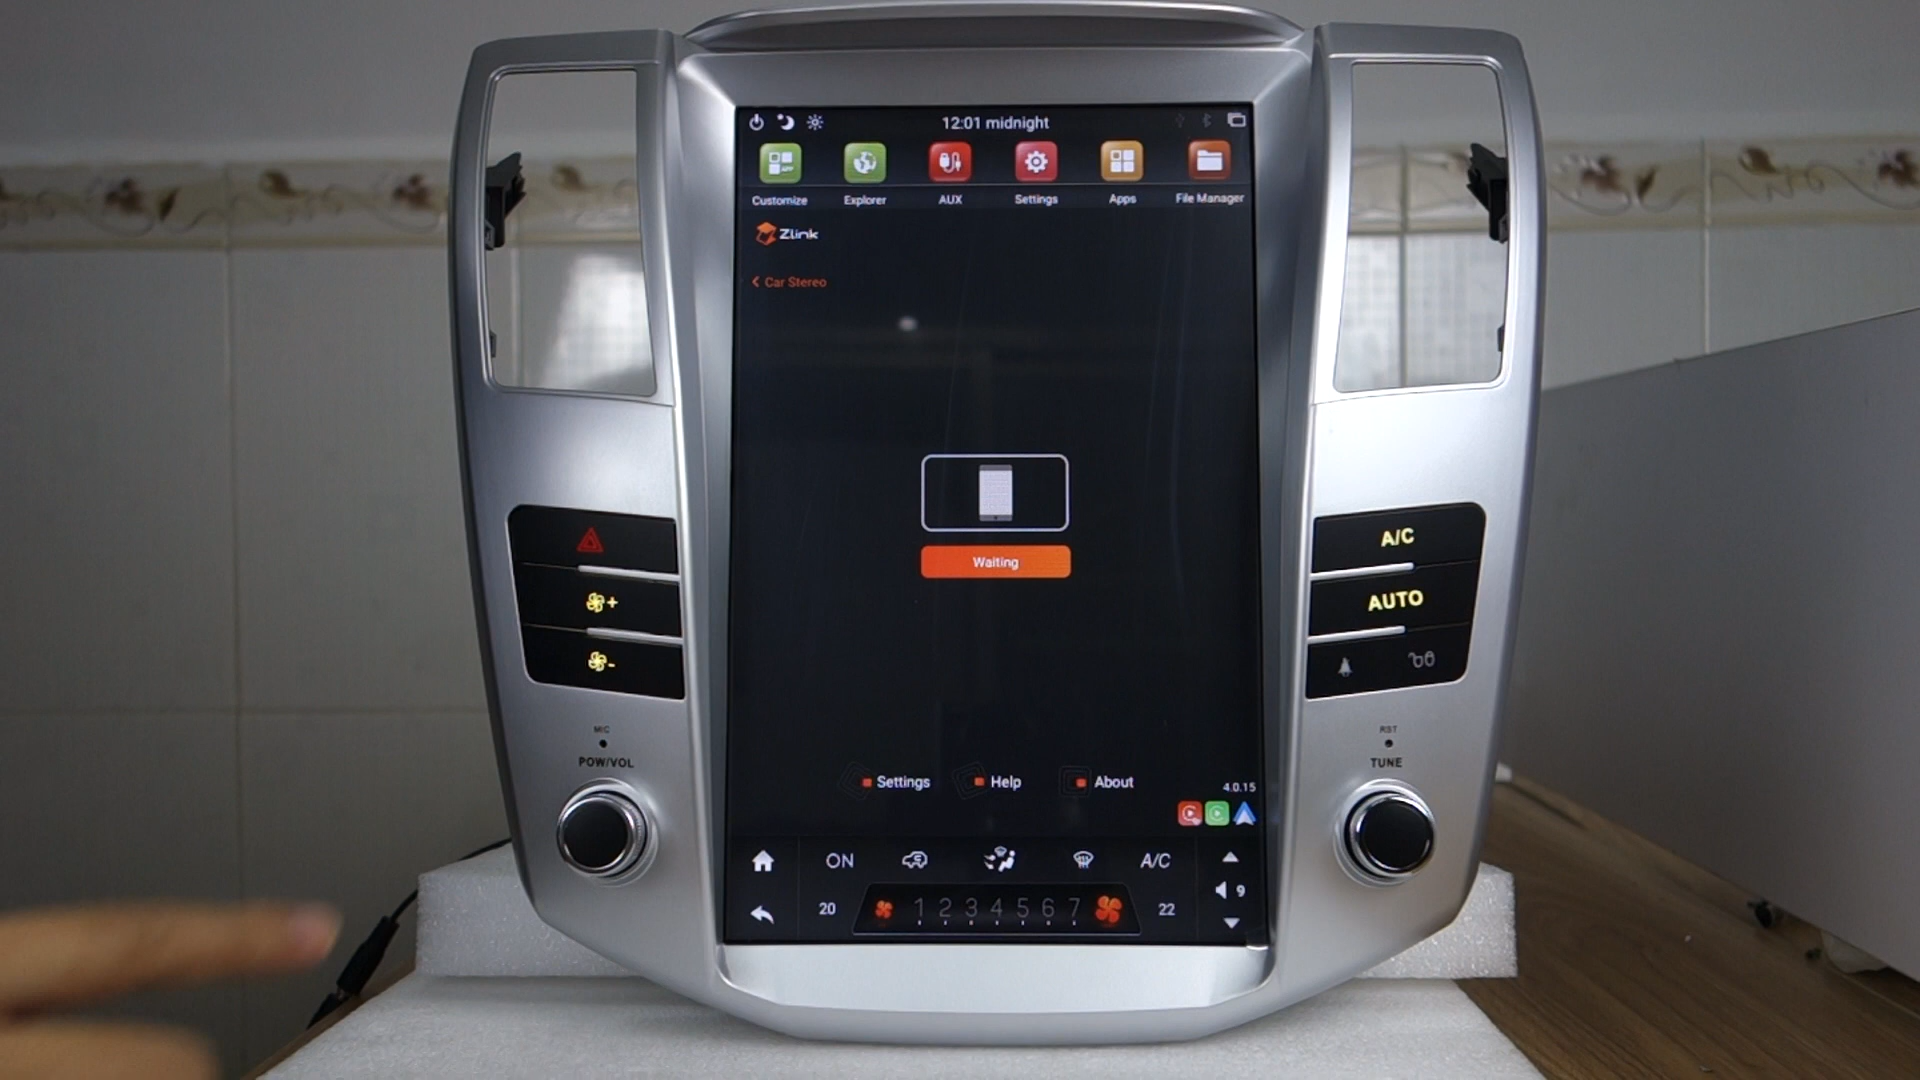 12:01 midnight
Customize Explorer AUX Settings Apps File Manager
Zlink
Car Stereo
Waiting
Settings Help About
4.0.15
ON A/C
9
20 1 2 3 4 5 6 7 22
+
-
MIC
POW/VOL
A/C
AUTO
RST
TUNE